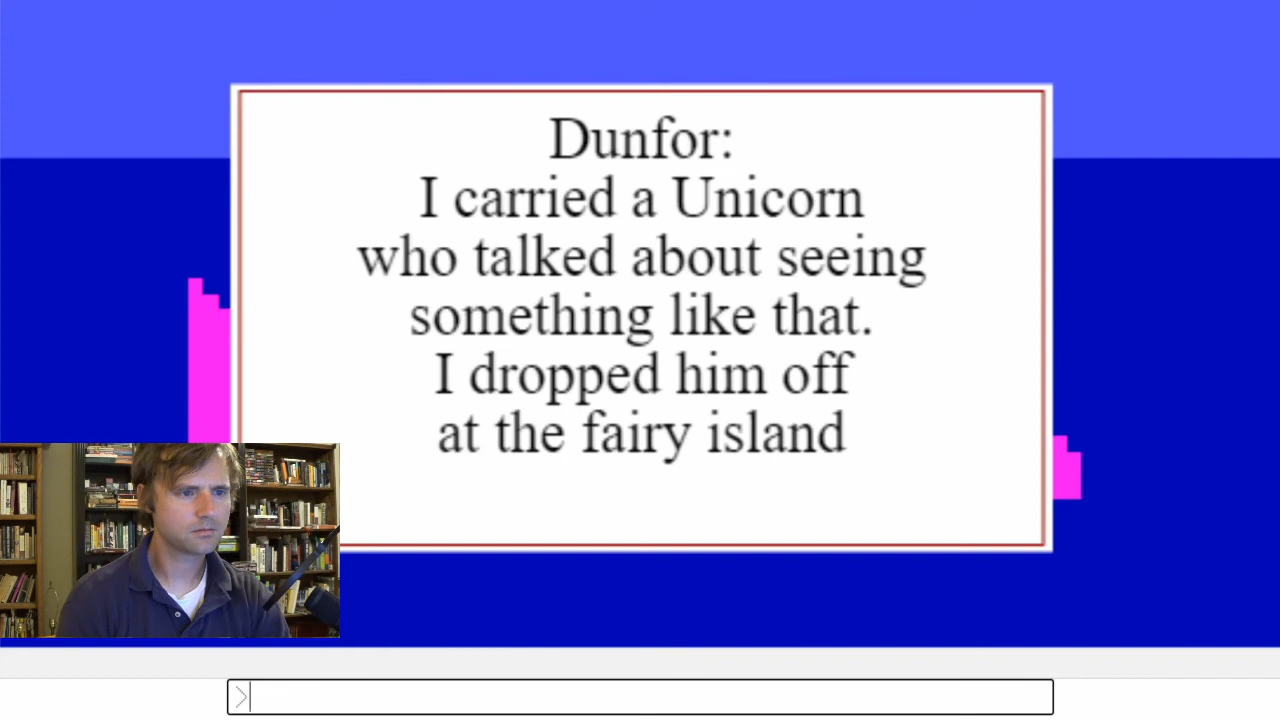 Dunfor:
I carried a Unicorn
who talked about seeing
something like that.
I dropped him off
at the fairy island
>